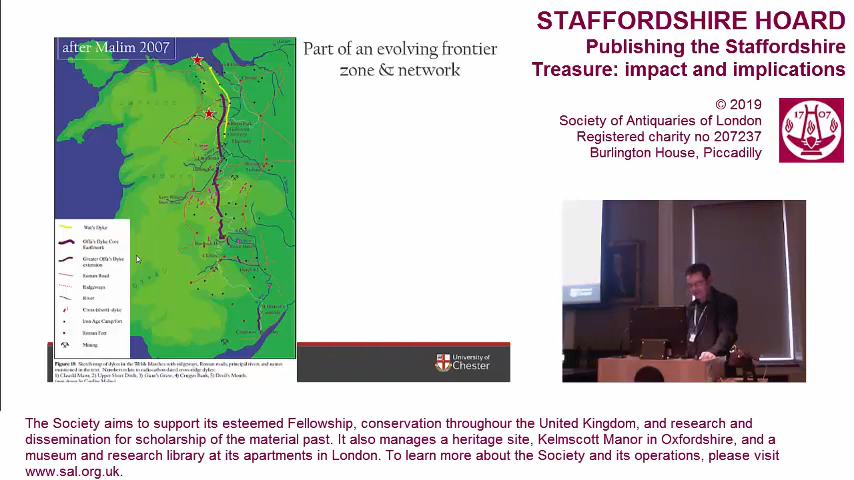 after Malim 2007
Part of an evolving frontier
zone & network
STAFFORDSHIRE HOARD
Publishing the Staffordshire
Treasure: impact and implications
© 2019
Society of Antiquaries of London
Registered charity no 207237
Burlington House, Piccadilly
17 07
Wat's Dyke
Offa's Dyke Core
Earthwork
Greater Offa's Dyke
extension
Roman Road
Ridgeways
River
Cross (short) dyke
Iron Age Camp/fort
Roman Fort
Mining
University of
Chester
The Society aims to support its esteemed Fellowship, conservation throughour the United Kingdom, and research and
dissemination for scholarship of the material past. It also manages a heritage site, Kelmscott Manor in Oxfordshire, and a
museum and research library at its apartments in London. To learn more about the Society and its operations, please visit
www.sal.org.uk.